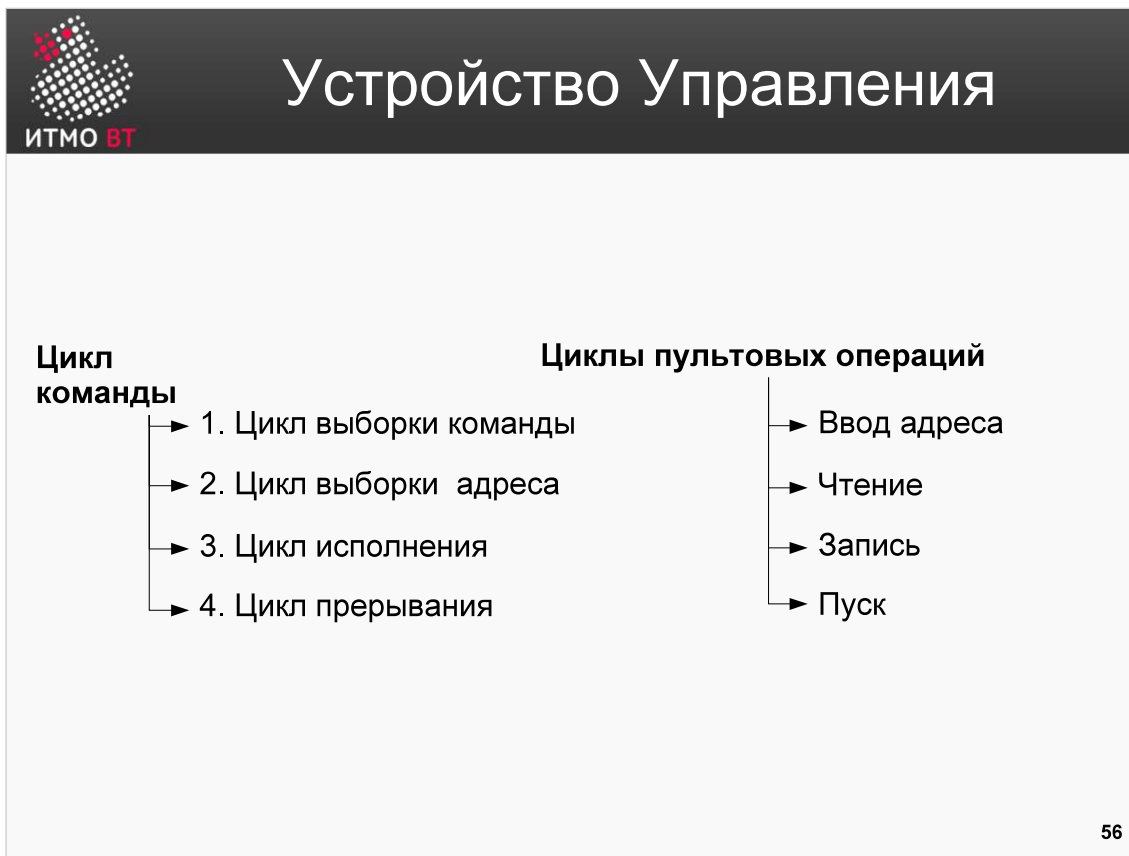 ИТМО ВТ
Устройство Управления
Цикл
команды
1. Цикл выборки команды
2. Цикл выборки адреса
3. Цикл исполнения
4. Цикл прерывания
Циклы пультовых операций
Ввод адреса
Чтение
Запись
Пуск
56